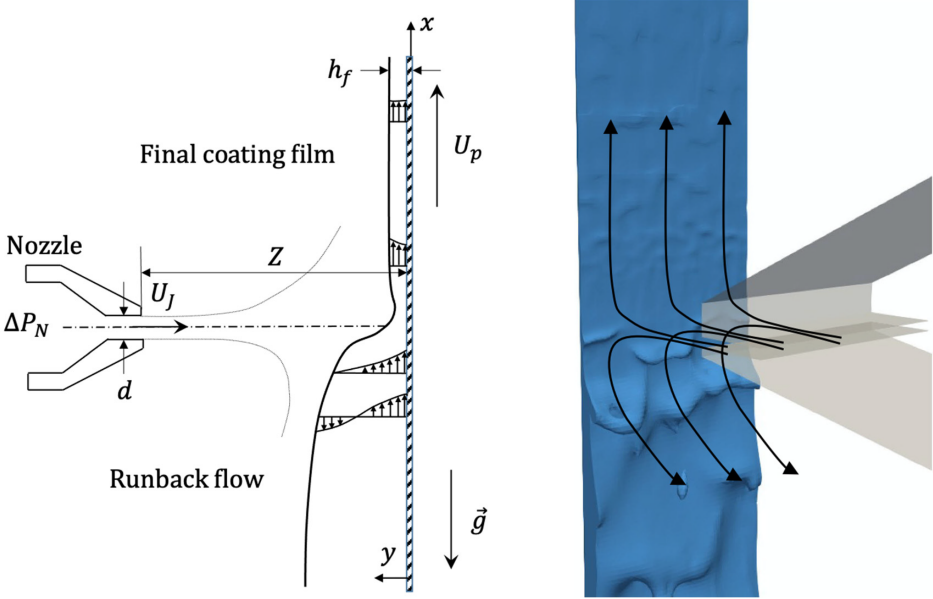 x
h_f
U_p
Final coating film
Nozzle
Z
U_J
ΔP_N
d
Runback flow
g⃗
y